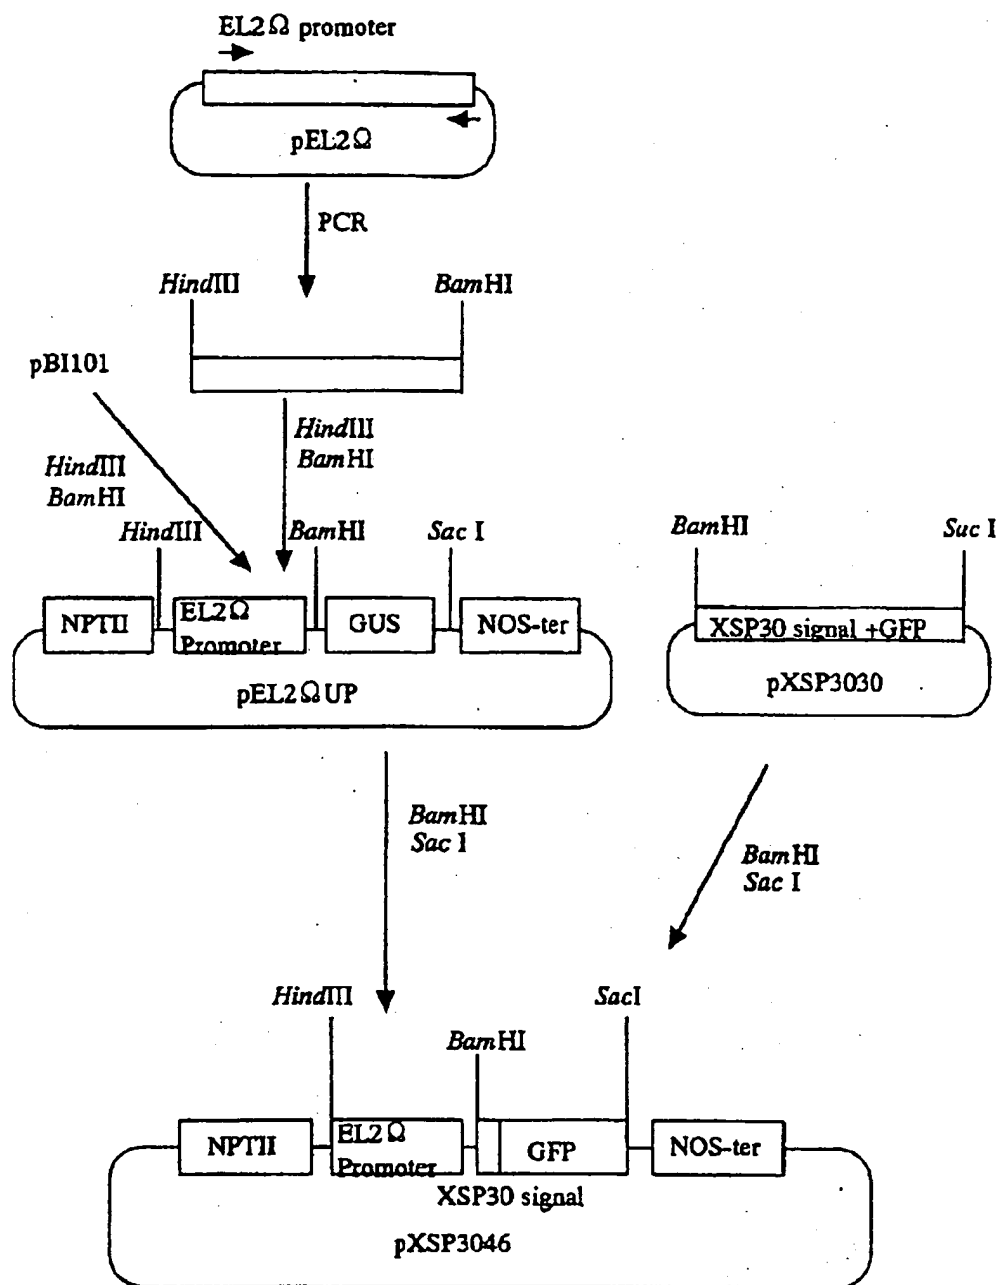 EL2Ω promoter
pEL2Ω
PCR
HindIII
BamHI
pBI101
HindIII
BamHI
HindIII
BamHI
HindIII
BamHI
Sac I
BamHI
Suc I
NPTII
EL2Ω
Promoter
GUS
NOS-ter
XSP30 signal +GFP
pEL2Ω UP
pXSP3030
BamHI
Sac I
BamHI
Sac I
HindIII
SacI
BamHI
NPTII
EL2Ω
Promoter
GFP
NOS-ter
XSP30 signal
pXSP3046